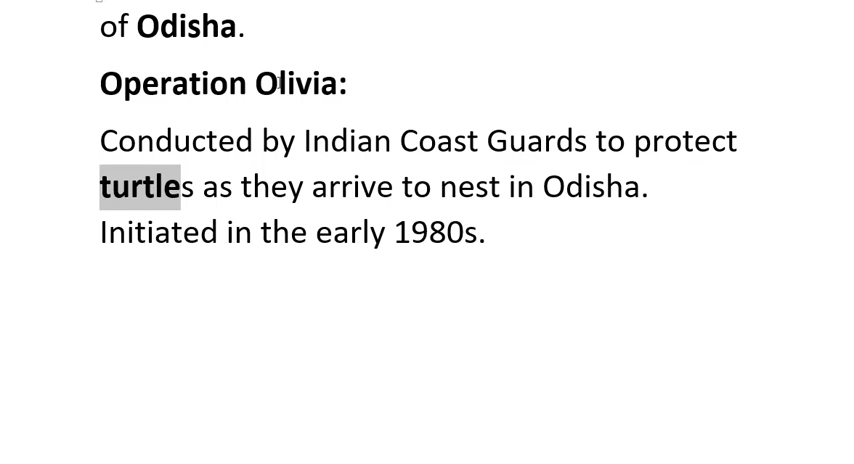 of Odisha.
Operation Olivia:
Conducted by Indian Coast Guards to protect
turtles as they arrive to nest in Odisha.
Initiated in the early 1980s.